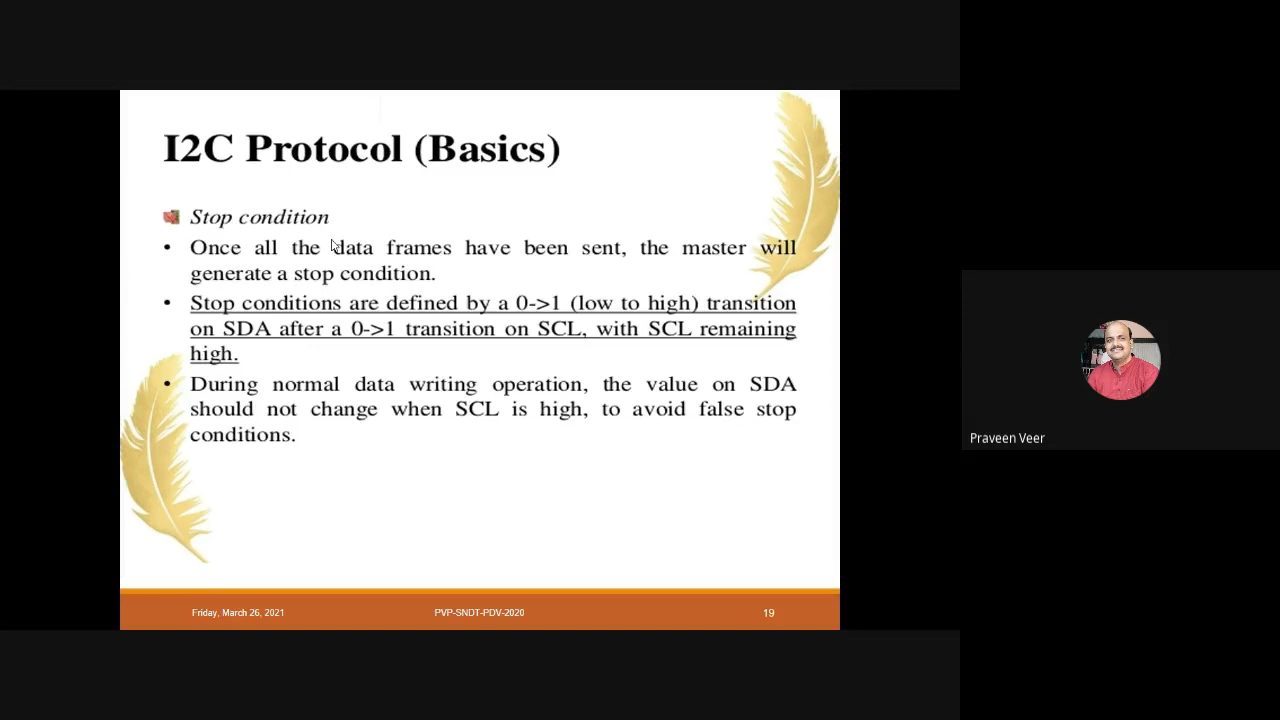 I2C Protocol (Basics)
Stop condition
• Once all the data frames have been sent, the master will
generate a stop condition.
• Stop conditions are defined by a 0->1 (low to high) transition
on SDA after a 0->1 transition on SCL, with SCL remaining
high.
• During normal data writing operation, the value on SDA
should not change when SCL is high, to avoid false stop
conditions.
Friday, March 26, 2021
PVP-SNDT-PDV-2020
19
Praveen Veer